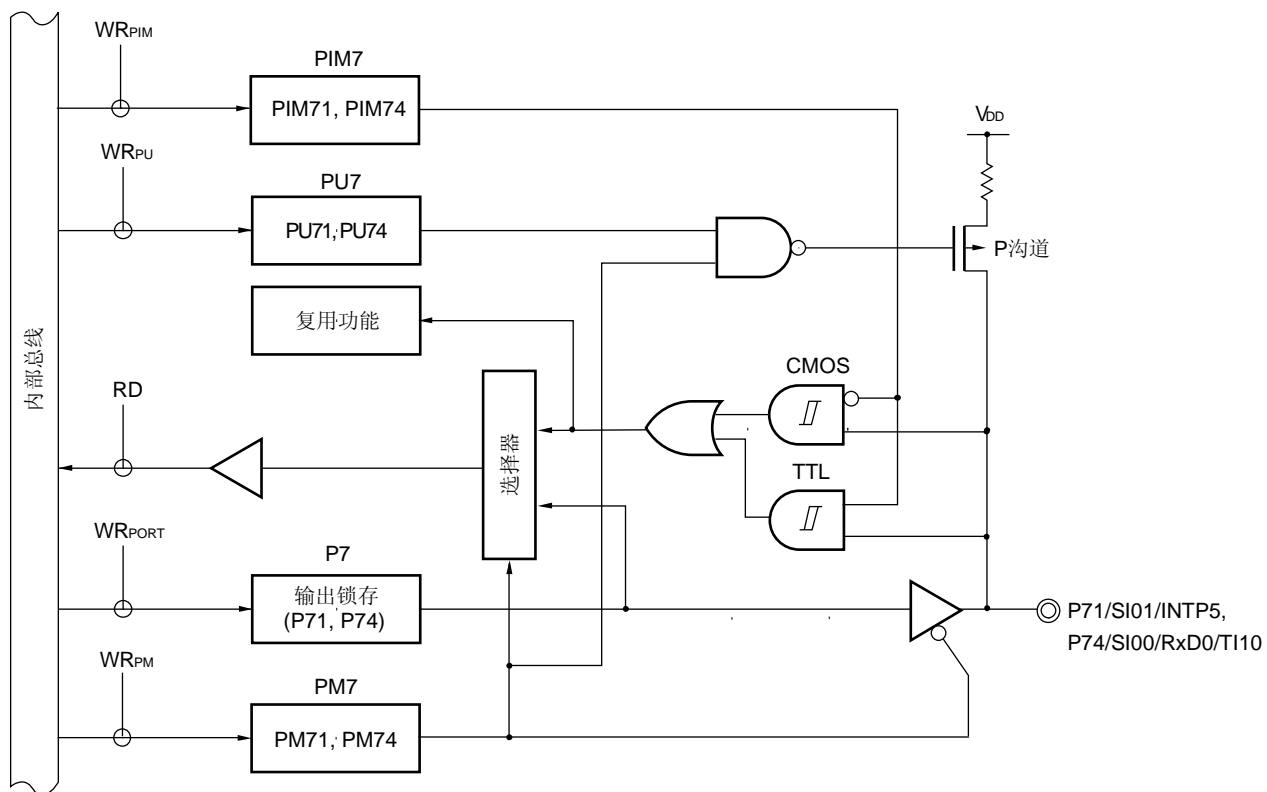 WRPIM
PIM7
PIM71, PIM74
VDD
WRPU
PU7
PU71, PU74
P沟道
复用功能
CMOS
内部总线
RD
选择器
TTL
WRPORT
P7
输出锁存
(P71, P74)
P71/SI01/INTP5,
P74/SI00/RxD0/TI10
WRPM
PM7
PM71, PM74